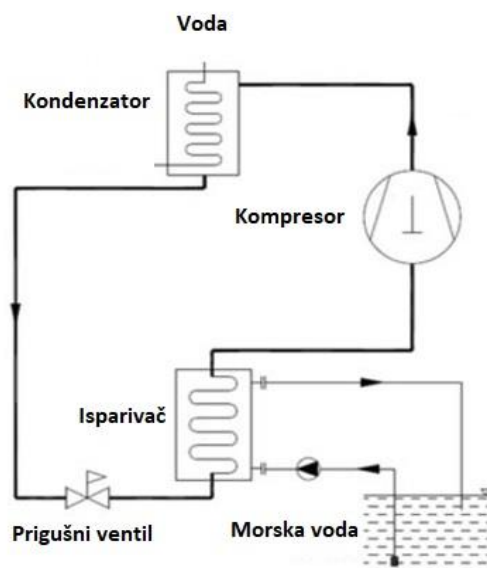 Voda
Kondenzator
Kompresor
Isparivač
Prigušni ventil
Morska voda